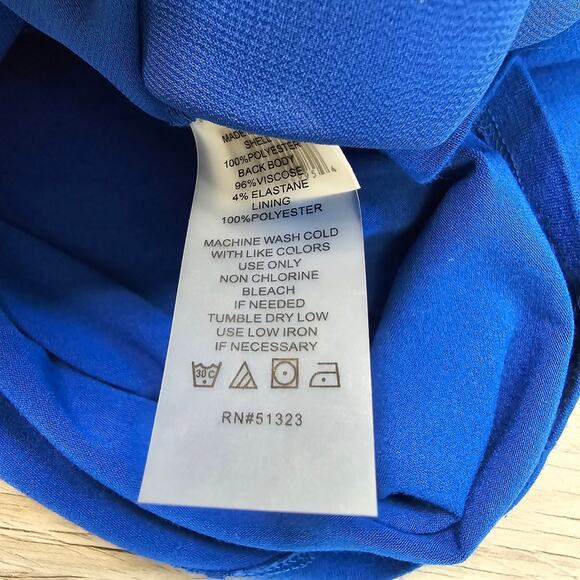 MADE
SHELL
100%POLYESTER
BACK BODY
96%VISCOSE
4% ELASTANE
LINING
100%POLYESTER
MACHINE WASH COLD
WITH LIKE COLORS
USE ONLY
NON CHLORINE
BLEACH
IF NEEDED
TUMBLE DRY LOW
USE LOW IRON
IF NECESSARY
30 C
RN#51323